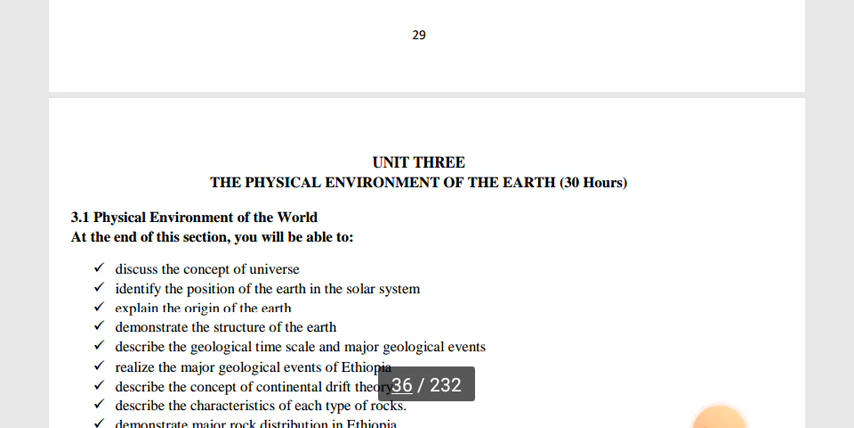 29
UNIT THREE
THE PHYSICAL ENVIRONMENT OF THE EARTH (30 Hours)
3.1 Physical Environment of the World
At the end of this section, you will be able to:
✓ discuss the concept of universe
✓ identify the position of the earth in the solar system
✓ explain the origin of the earth
✓ demonstrate the structure of the earth
✓ describe the geological time scale and major geological events
✓ realize the major geological events of Ethiopia
✓ describe the concept of continental drift theory
36 / 232
✓ describe the characteristics of each type of rocks.
✓ demonstrate major rock distribution in Ethiopia